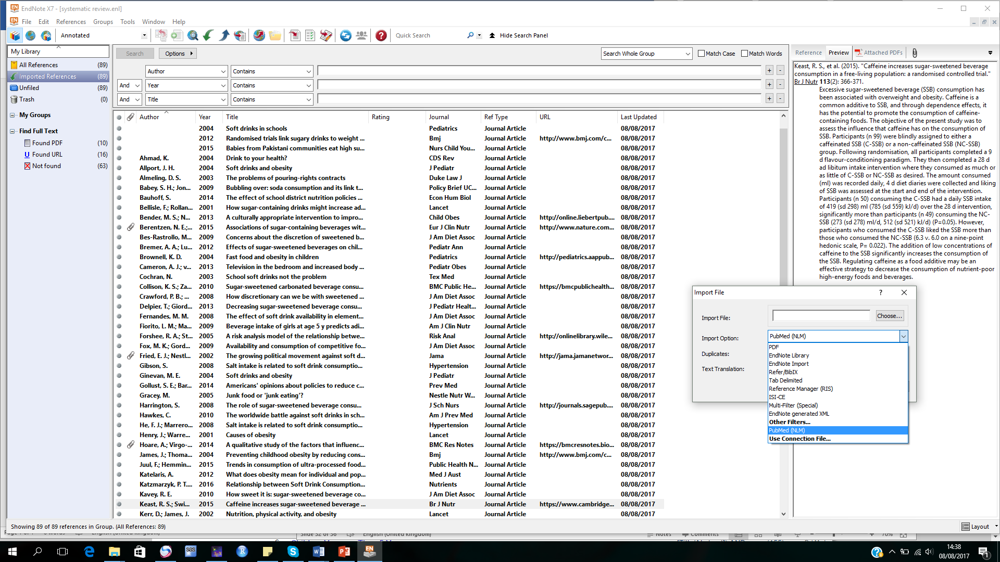 EndNote X7 - [systematic review.enl]
File Edit References Groups Tools Window Help
Annotated
Quick Search
Hide Search Panel
My Library
All References (89)
Imported References (89)
Unfiled (89)
Trash (0)
My Groups
Find Full Text
Found PDF (10)
Found URL (16)
Not found (63)
Search Options
Search Whole Group Match Case Match Words
Author Contains + -
And Year Contains + -
And Title Contains + -
Author Year Title Rating Journal Ref Type URL Last Updated
2004 Soft drinks in schools Pediatrics Journal Article 08/08/2017
2012 Randomised trials link sugary drinks to weight ... Bmj Journal Article http://www.bmj.com/c... 08/08/2017
2015 Babies from Pakistani communities eat high su... Nurs Child You... Journal Article 08/08/2017
Ahmad, K. 2004 Drink to your health? CDS Rev Journal Article 08/08/2017
Allport, J. H. 2004 Soft drinks and obesity J Pediatr Journal Article 08/08/2017
Almeling, D. S. 2003 The problems of pouring-rights contracts Duke Law J Journal Article 08/08/2017
Babey, S. H.; Jon... 2009 Bubbling over: soda consumption and its link t... Policy Brief UC... Journal Article 08/08/2017
Bauhoff, S. 2014 The effect of school district nutrition policies ... Econ Hum Biol Journal Article 08/08/2017
Bellisle, F.; Rollan... 2001 How sugar-containing drinks might increase ad... Lancet Journal Article 08/08/2017
Bender, M. S.; N... 2013 A culturally appropriate intervention to impro... Child Obes Journal Article http://online.liebertpub.... 08/08/2017
Berentzen, N. E.;... 2015 Associations of sugar-containing beverages wit... Eur J Clin Nutr Journal Article http://www.nature.com... 08/08/2017
Bes-Rastrollo, M... 2009 Concerns about the discretion of sweetened b... J Am Diet Assoc Journal Article 08/08/2017
Bremer, A. A.; Lu... 2012 Effects of sugar-sweetened beverages on chil... Pediatr Ann Journal Article 08/08/2017
Brownell, K. D. 2004 Fast food and obesity in children Pediatrics Journal Article http://pediatrics.aappub... 08/08/2017
Cameron, A. J.; v... 2013 Television in the bedroom and increased body ... Pediatr Obes Journal Article 08/08/2017
Cochran, N. 2003 School soft drinks not the problem Tex Med Journal Article 08/08/2017
Collison, K. S.; Za... 2010 Sugar-sweetened carbonated beverage consu... BMC Public He... Journal Article https://bmcpublichealth... 08/08/2017
Crawford, P. B.; ... 2008 How discretionary can we be with sweetened ... J Am Diet Assoc Journal Article 08/08/2017
Delpier, T.; Giord... 2013 Decreasing sugar-sweetened beverage consu... J Pediatr Healt... Journal Article 08/08/2017
Fernandes, M. M. 2008 The effect of soft drink availability in element... J Am Diet Assoc Journal Article 08/08/2017
Fiorito, L. M.; Ma... 2009 Beverage intake of girls at age 5 y predicts adi... Am J Clin Nutr Journal Article 08/08/2017
Forshee, R. A.; St... 2005 A risk analysis model of the relationship betwe... Risk Anal Journal Article http://onlinelibrary.wile... 08/08/2017
Fox, M. K.; Gord... 2009 Availability and consumption of competitive fo... J Am Diet Assoc Journal Article 08/08/2017
Fried, E. J.; Nestl... 2002 The growing political movement against soft d... Jama Journal Article http://jama.jamanetwor... 08/08/2017
Gibson, S. 2008 Salt intake is related to soft drink consumptio... Hypertension Journal Article 08/08/2017
Ginevan, M. E. 2004 Soft drinks and obesity J Pediatr Journal Article 08/08/2017
Gollust, S. E.; Bar... 2014 Americans' opinions about policies to reduce c... Prev Med Journal Article 08/08/2017
Gracey, M. 2005 Junk food or 'junk eating'? Nestle Nutr W... Journal Article 08/08/2017
Harrington, S. 2008 The role of sugar-sweetened beverage consu... J Sch Nurs Journal Article http://journals.sagepub.... 08/08/2017
Hawkes, C. 2010 The worldwide battle against soft drinks in sch... Am J Prev Med Journal Article 08/08/2017
He, F. J.; Marrero... 2008 Salt intake is related to soft drink consumptio... Hypertension Journal Article 08/08/2017
Henry, J.; Warre... 2001 Causes of obesity Lancet Journal Article 08/08/2017
Hoare, A.; Virgo-... 2014 A qualitative study of the factors that influenc... BMC Res Notes Journal Article https://bmcresnotes.bio... 08/08/2017
James, J.; Thoma... 2004 Preventing childhood obesity by reducing cons... Bmj Journal Article http://www.bmj.com/c... 08/08/2017
Juul, F.; Hemmin... 2015 Trends in consumption of ultra-processed food... Public Health N... Journal Article 08/08/2017
Katelaris, A. 2012 What does obesity mean for individual and pop... Med J Aust Journal Article 08/08/2017
Katzmarzyk, P. T.... 2016 Relationship between Soft Drink Consumption... Nutrients Journal Article 08/08/2017
Kavey, R. E. 2010 How sweet it is: sugar-sweetened beverage co... J Am Diet Assoc Journal Article 08/08/2017
Keast, R. S.; Swi... 2015 Caffeine increases sugar-sweetened beverage ... Br J Nutr Journal Article https://www.cambridge... 08/08/2017
Kerr, D.; James, J. 2002 Nutrition, physical activity, and obesity Lancet Journal Article 08/08/2017
Reference Preview Attached PDFs
Keast, R. S., et al. (2015). "Caffeine increases sugar-sweetened beverage
consumption in a free-living population: a randomised controlled trial."
Br J Nutr 113(2): 366-371.
Excessive sugar-sweetened beverage (SSB) consumption has
been associated with overweight and obesity. Caffeine is a
common additive to SSB, and through dependence effects, it
has the potential to promote the consumption of caffeine-
containing foods. The objective of the present study was to
assess the influence that caffeine has on the consumption of
SSB. Participants (n 99) were blindly assigned to either a
caffeinated SSB (C-SSB) or a non-caffeinated SSB (NC-SSB)
group. Following randomisation, all participants completed a 9
d flavour-conditioning paradigm. They then completed a 28 d
ad libitum intake intervention where they consumed as much or
as little of C-SSB or NC-SSB as desired. The amount consumed
(ml) was recorded daily, 4 d diet diaries were collected and liking
of SSB was assessed at the start and end of the intervention.
Participants (n 50) consuming the C-SSB had a daily SSB intake
of 419 (sd 298) ml (785 (sd 559) kJ/d) over the 28 d intervention,
significantly more than participants (n 49) consuming the NC-
SSB (273 (sd 278) ml/d, 512 (sd 521) kJ/d) (P=0.05). However,
participants who consumed the C-SSB liked the SSB more than
those who consumed the NC-SSB (6.3 v. 6.0 on a nine-point
hedonic scale, P= 0.022). The addition of low concentrations of
caffeine to the SSB significantly increases the consumption of
the SSB. Regulating caffeine as a food additive may be an
effective strategy to decrease the consumption of nutrient-poor
high-energy foods and beverages.
Import File ?
Import File: Choose...
Import Option: PubMed (NLM)
Duplicates:
Text Translation:
PDF
EndNote Library
EndNote Import
Refer/BibIX
Tab Delimited
Reference Manager (RIS)
ISI-CE
Multi-Filter (Special)
EndNote generated XML
Other Filters...
PubMed (NLM)
Use Connection File...
Showing 89 of 89 references in Group. (All References: 89)
Layout
Slide 32 of 56 English (United Kingdom) Notes Comments 70%
14:38
08/08/2017